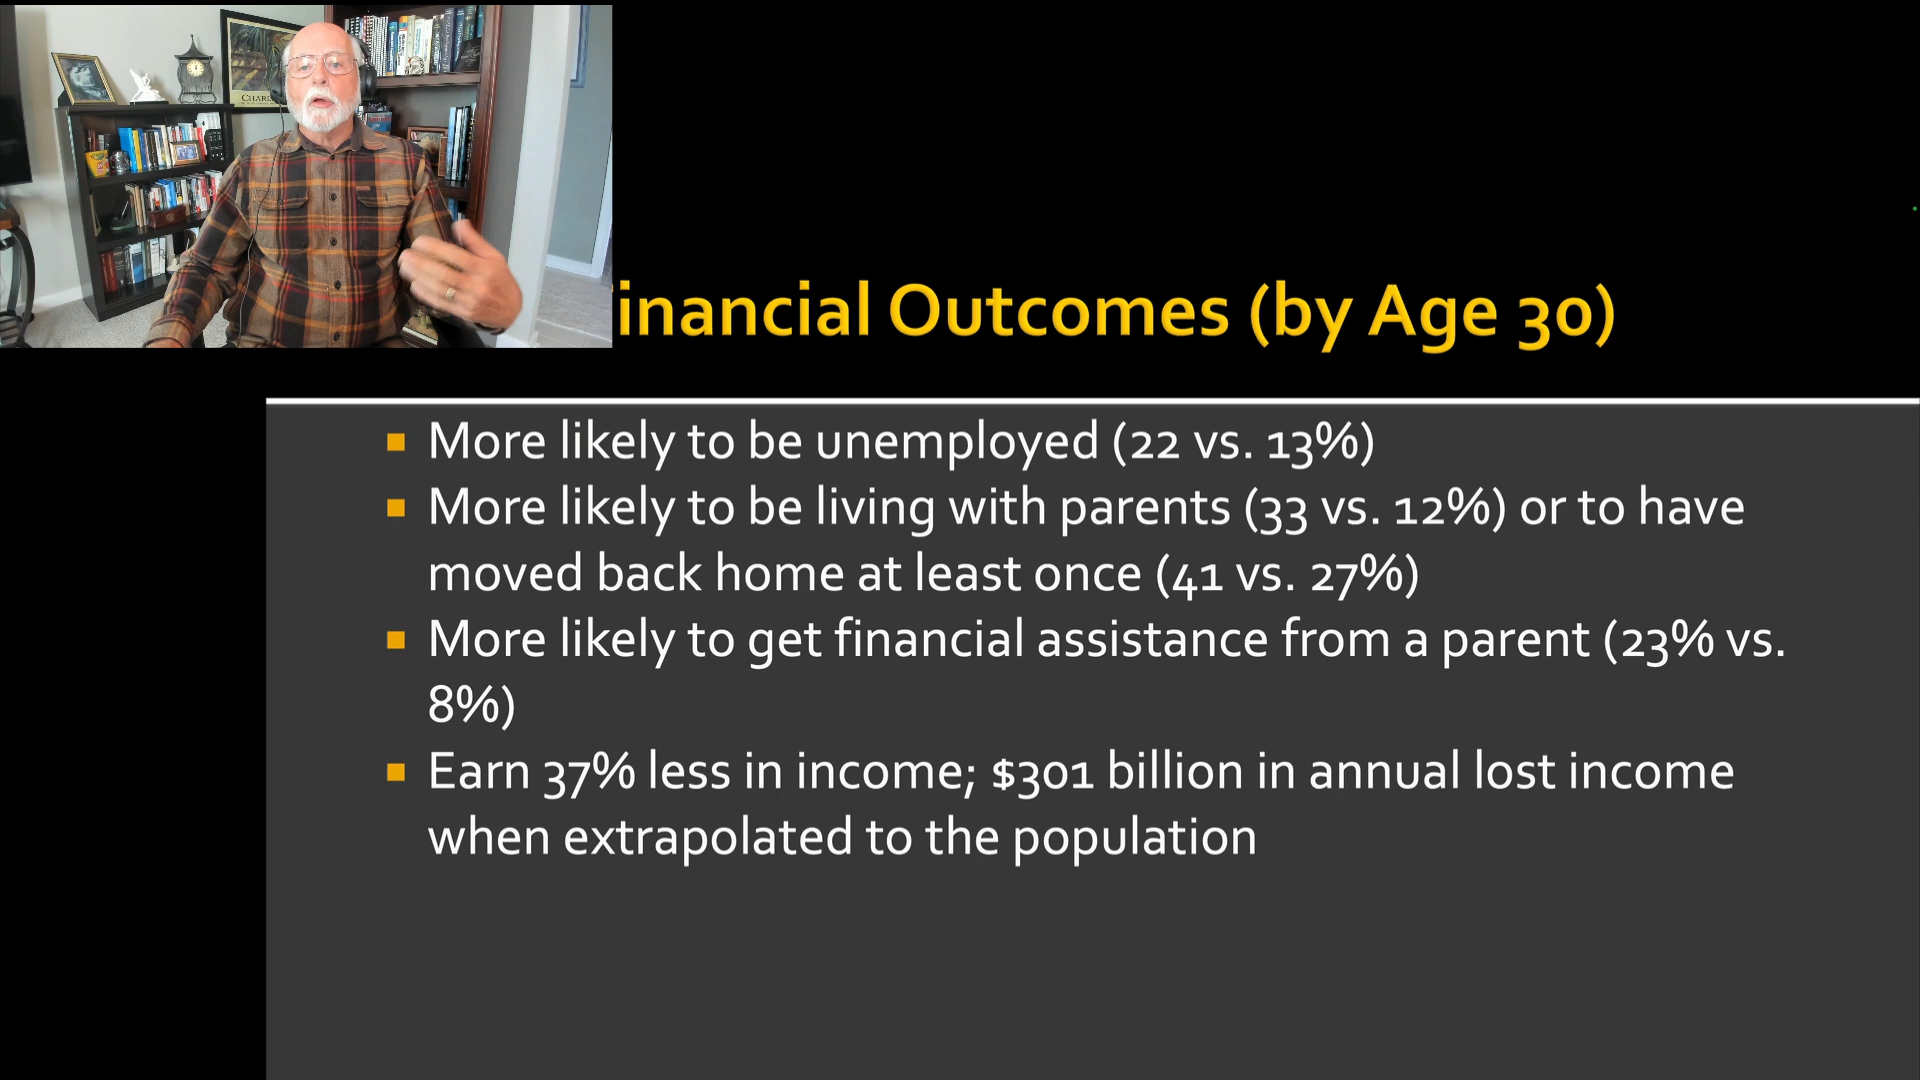 inancial Outcomes (by Age 30)
More likely to be unemployed (22 vs. 13%)
More likely to be living with parents (33 vs. 12%) or to have
moved back home at least once (41 vs. 27%)
More likely to get financial assistance from a parent (23% vs.
8%)
Earn 37% less in income; $301 billion in annual lost income
when extrapolated to the population